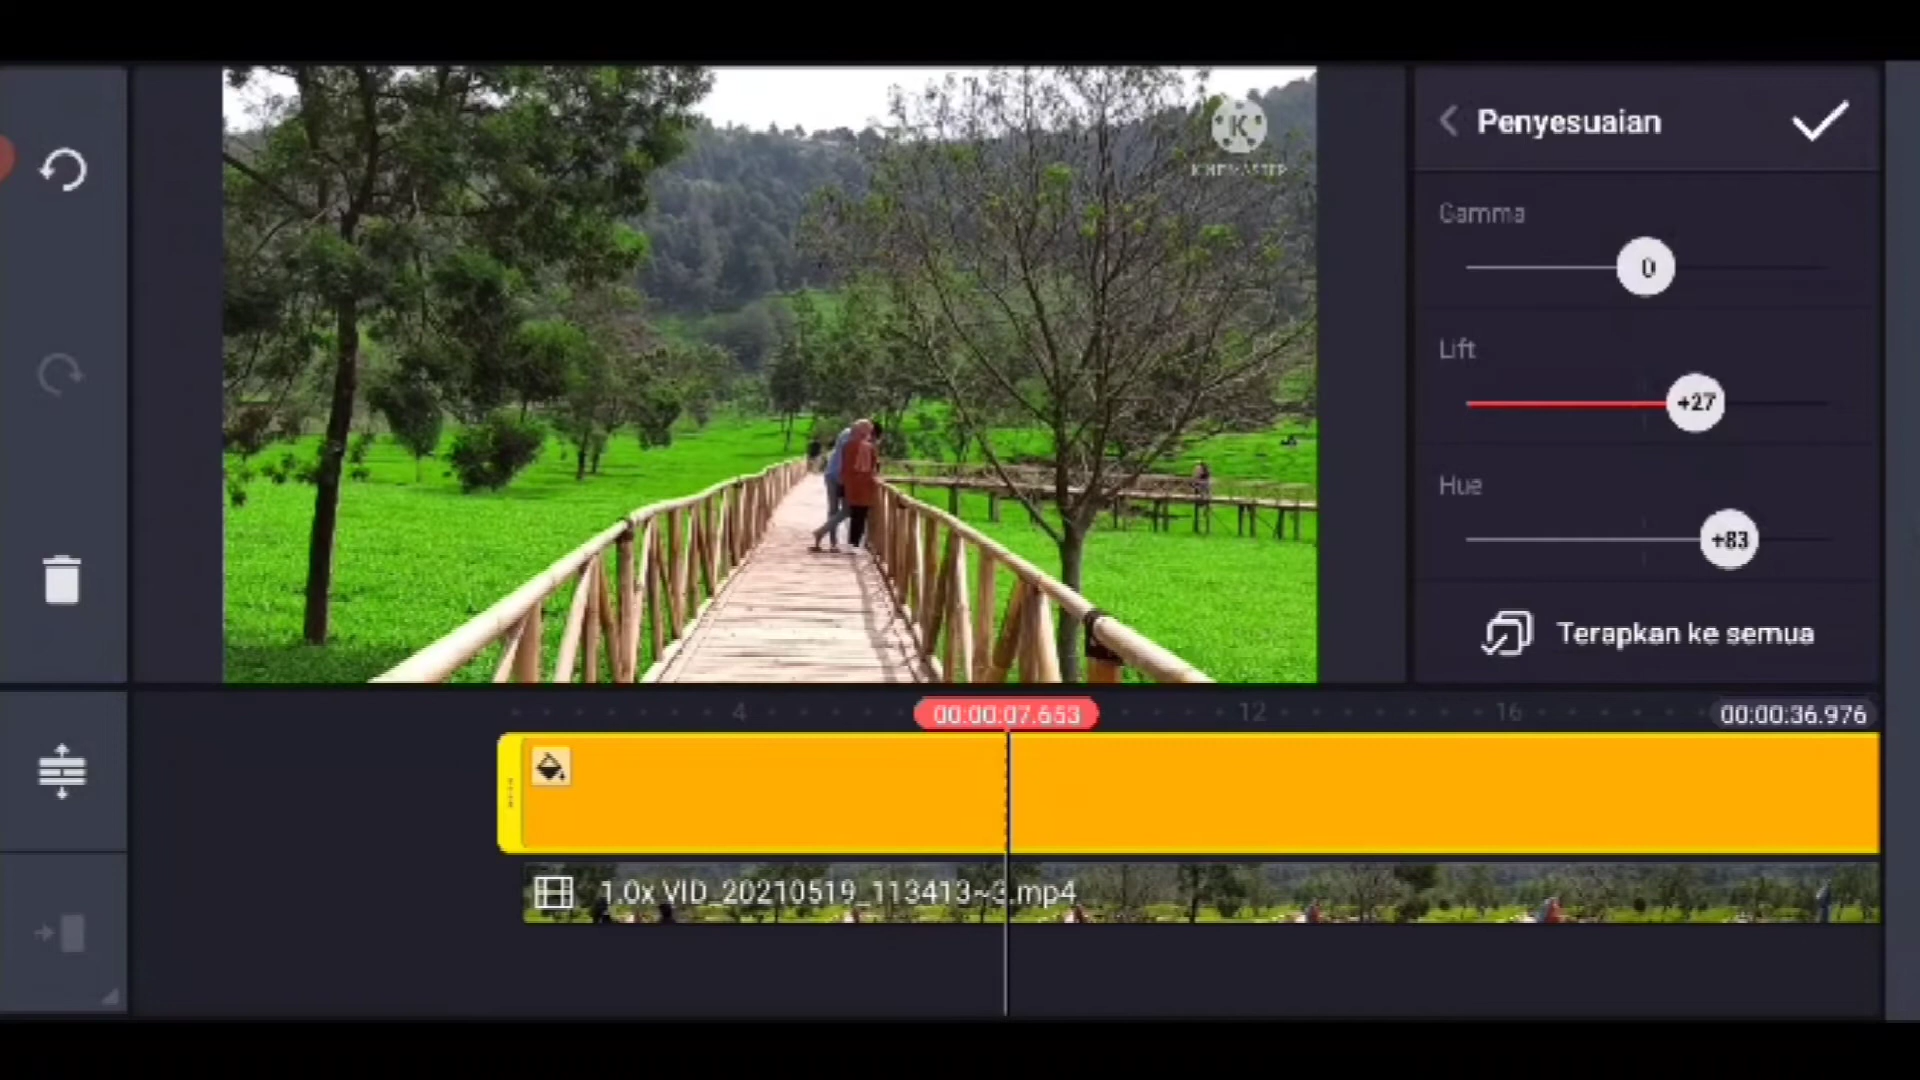 K
KINEMASTER
Penyesuaian
Gamma
0
Lift
+27
Hue
+83
Terapkan ke semua
4
00:00:07.653
12
16
00:00:36.976
1.0x VID_20210519_113413~3.mp4